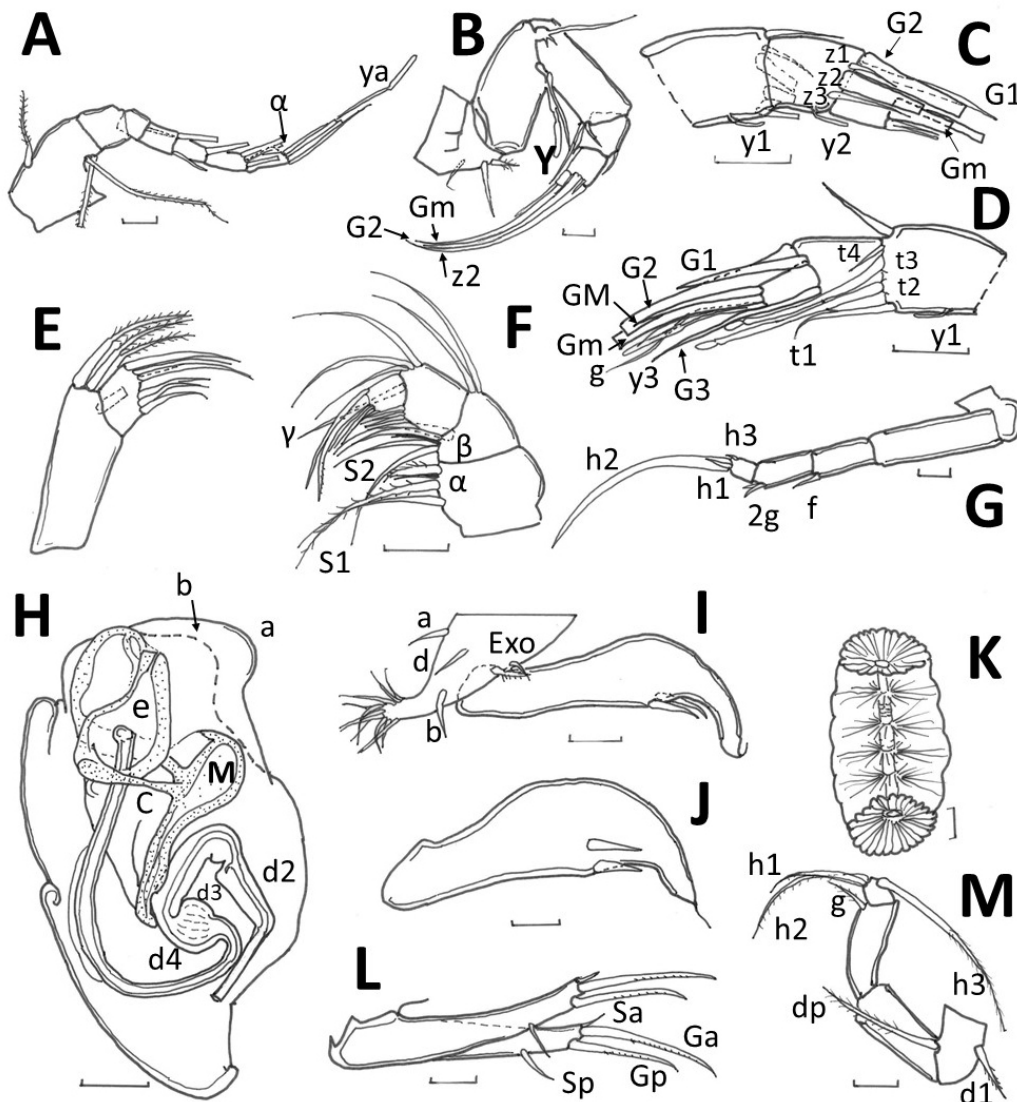 A
α
ya
B
Y
Gm
G2
z2
C
G2
z1
z2
z3
G1
y1
y2
Gm
D
t4
t3
t2
G1
G2
GM
Gm
g
y3
G3
t1
y1
E
F
γ
S2
β
α
S1
G
h3
h2
h1
2g
f
H
b
a
e
M
C
d2
d3
d4
I
a
Exo
d
b
J
K
L
Sa
Ga
Sp
Gp
M
h1
g
h2
h3
dp
d1